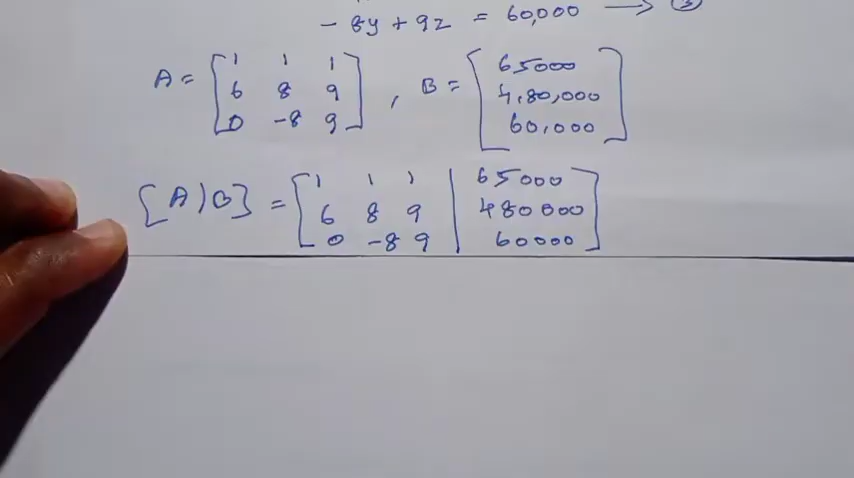 - 8y + 9z = 60,000 → 3
A = [1 1 1
6 8 9
0 -8 9] , B = [65000
4,80,000
60,000]
[A|B] = [1 1 1 | 65000
6 8 9 | 480000
0 -8 9 | 60000]